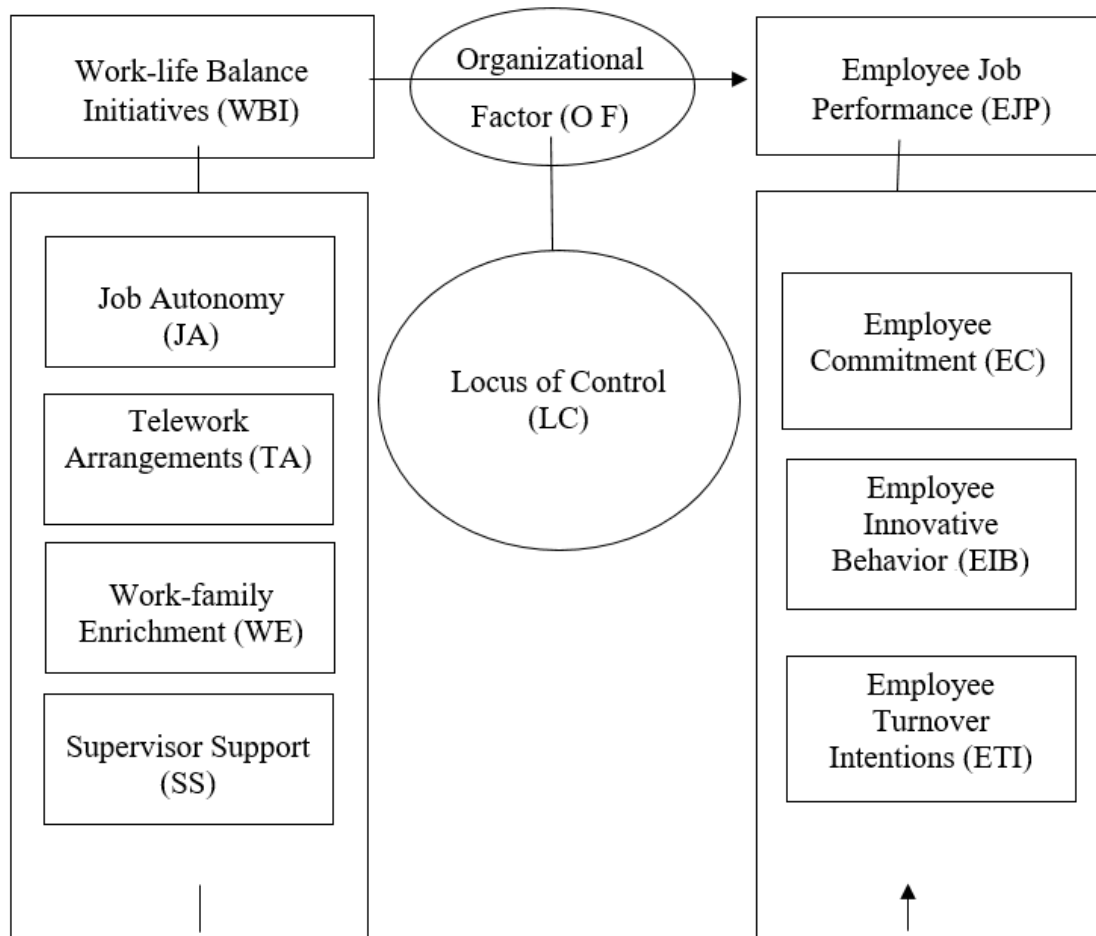 Work-life Balance
Initiatives (WBI)
Organizational
Factor (O F)
Employee Job
Performance (EJP)
Job Autonomy
(JA)
Telework
Arrangements (TA)
Work-family
Enrichment (WE)
Supervisor Support
(SS)
Locus of Control
(LC)
Employee
Commitment (EC)
Employee
Innovative
Behavior (EIB)
Employee
Turnover
Intentions (ETI)